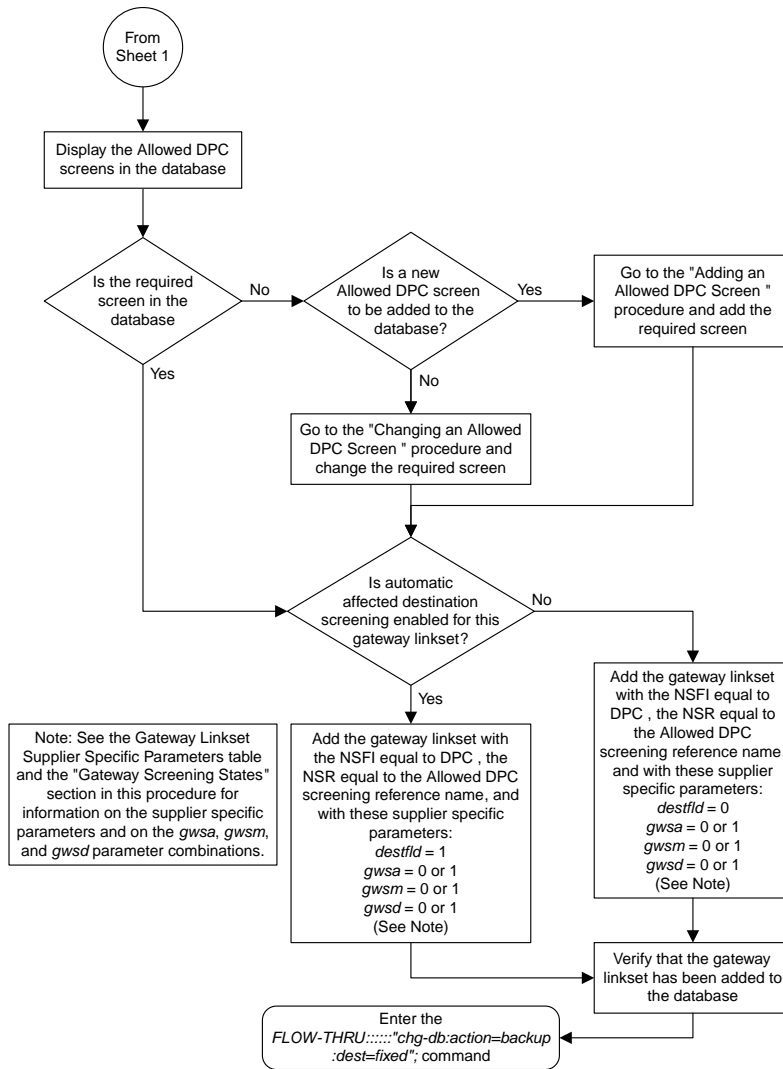 From
Sheet 1
Display the Allowed DPC
screens in the database
Is the required
screen in the
database
No
Yes
Is a new
Allowed DPC screen
to be added to the
database?
Yes
No
Go to the "Adding an
Allowed DPC Screen "
procedure and add the
required screen
Go to the "Changing an Allowed
DPC Screen " procedure and
change the required screen
Is automatic
affected destination
screening enabled for this
gateway linkset?
No
Yes
Note: See the Gateway Linkset
Supplier Specific Parameters table
and the "Gateway Screening States"
section in this procedure for
information on the supplier specific
parameters and on the gwsa, gwsm,
and gwsd parameter combinations.
Add the gateway linkset with
the NSFI equal to DPC , the
NSR equal to the Allowed DPC
screening reference name, and
with these supplier specific
parameters:
destfld = 1
gwsa = 0 or 1
gwsm = 0 or 1
gwsd = 0 or 1
(See Note)
Add the gateway linkset
with the NSFI equal to
DPC , the NSR equal to
the Allowed DPC
screening reference name
and with these supplier
specific parameters:
destfld = 0
gwsa = 0 or 1
gwsm = 0 or 1
gwsd = 0 or 1
(See Note)
Verify that the gateway
linkset has been added to
the database
Enter the
FLOW-THRU::::::"chg-db:action=backup
:dest=fixed"; command